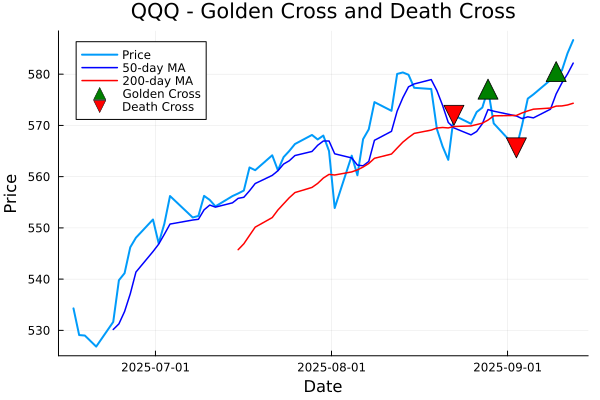 QQQ - Golden Cross and Death Cross
Price
50-day MA
200-day MA
Golden Cross
Death Cross
Price
580
570
560
550
540
530
2025-07-01
2025-08-01
2025-09-01
Date